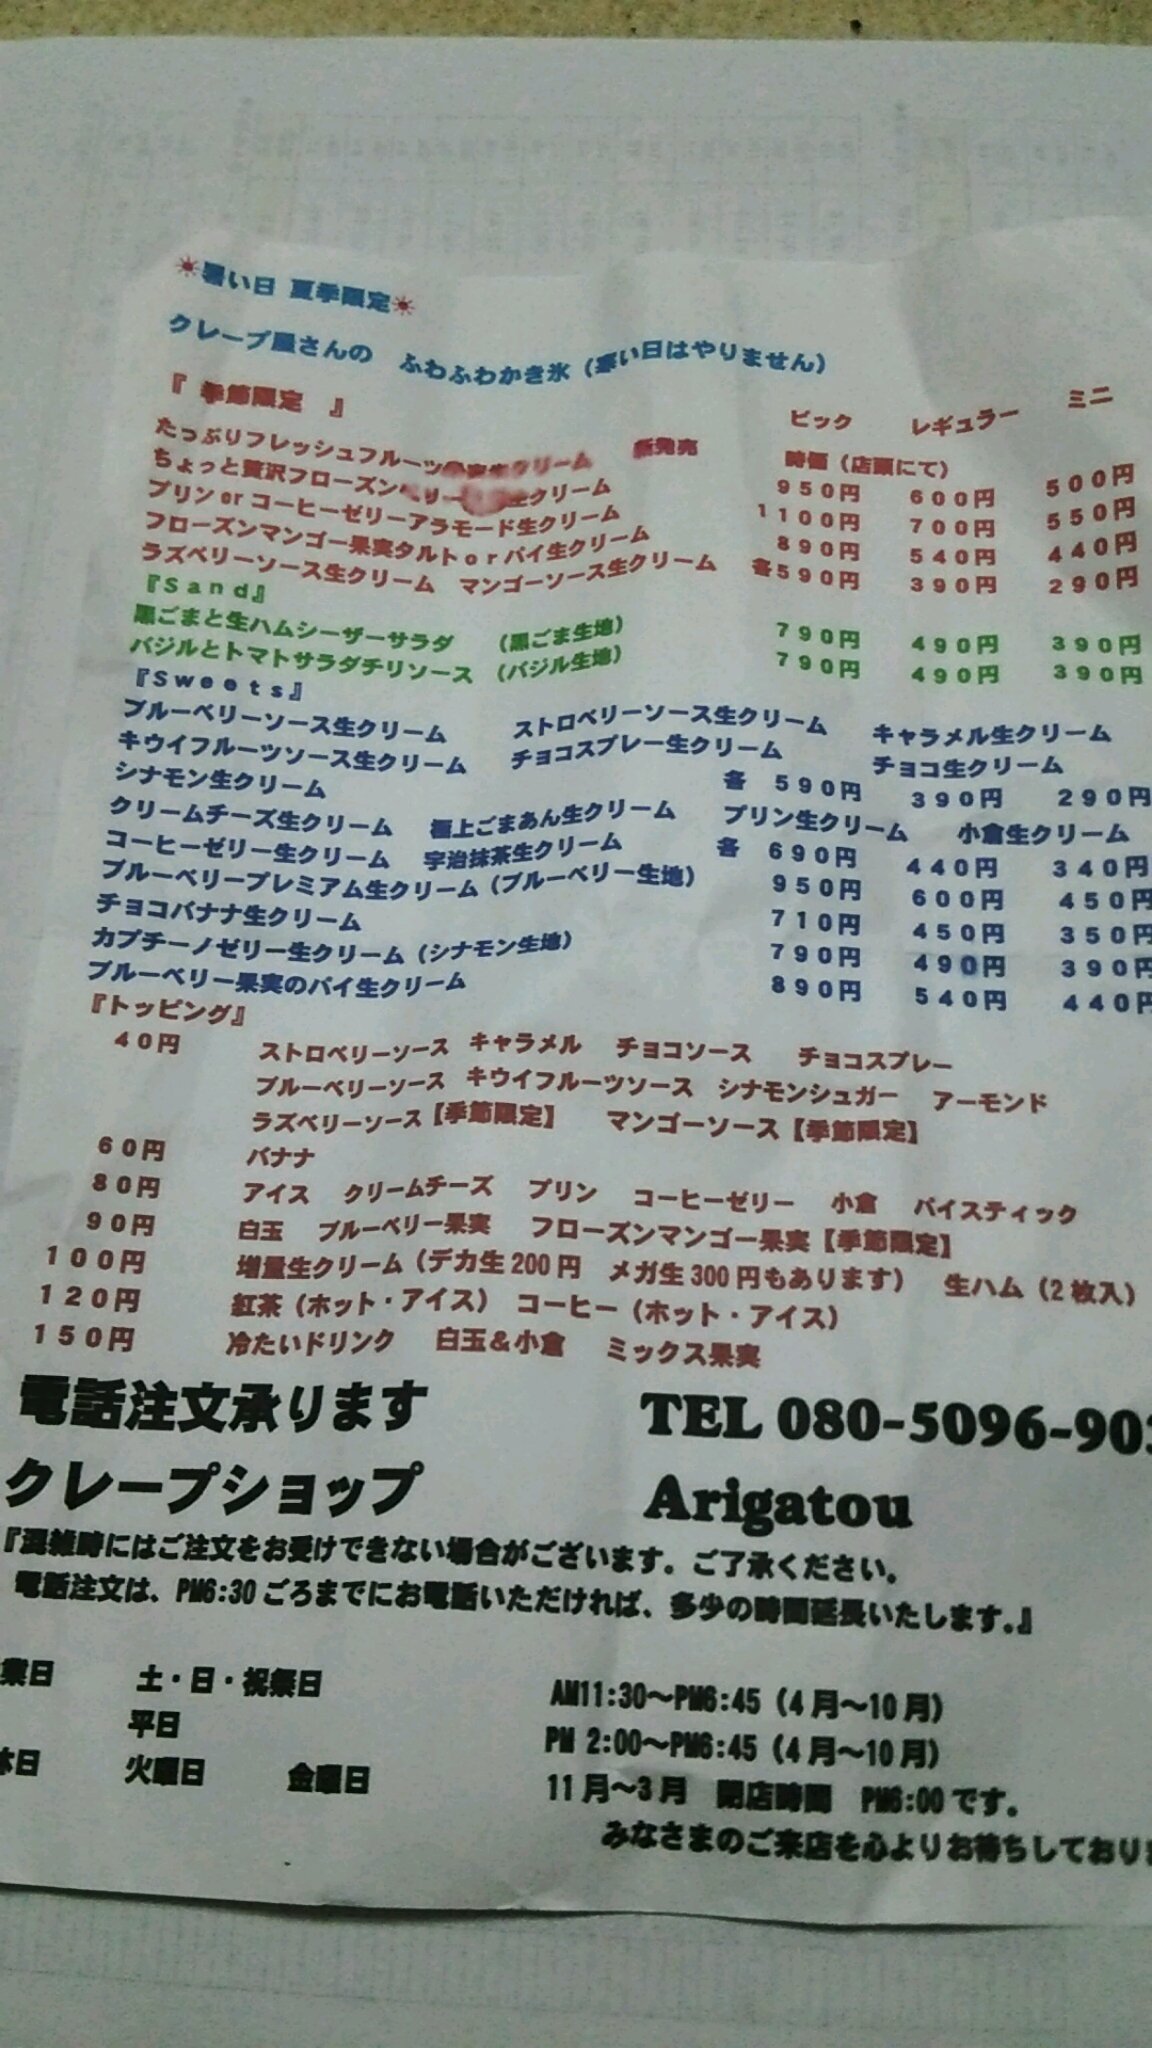 ☀暑い日 夏季限定☀
クレープ屋さんの ふわふわかき氷（寒い日はやりません）
『 季節限定 』 ビック レギュラー ミニ
たっぷりフレッシュフルーツ 生クリーム 新発売 時価（店頭にて）
ちょっと贅沢フローズンベリー 生クリーム 950円 600円 500円
プリンorコーヒーゼリーアラモード生クリーム 1100円 700円 550円
フローズンマンゴー果実タルトorパイ生クリーム 890円 540円 440円
ラズベリーソース生クリーム マンゴーソース生クリーム 各590円 390円 290円
『Sand』
黒ごまと生ハムシーザーサラダ （黒ごま生地） 790円 490円 390円
バジルとトマトサラダチリソース （バジル生地） 790円 490円 390円
『Sweets』
ブルーベリーソース生クリーム ストロベリーソース生クリーム キャラメル生クリーム
キウイフルーツソース生クリーム チョコスプレー生クリーム チョコ生クリーム
シナモン生クリーム 各 590円 390円 290円
クリームチーズ生クリーム 極上ごまあん生クリーム プリン生クリーム 小倉生クリーム
コーヒーゼリー生クリーム 宇治抹茶生クリーム 各 690円 440円 340円
ブルーベリープレミアム生クリーム（ブルーベリー生地） 950円 600円 450円
チョコバナナ生クリーム 710円 450円 350円
カプチーノゼリー生クリーム（シナモン生地） 790円 490円 390円
ブルーベリー果実のパイ生クリーム 890円 540円 440円
『トッピング』
40円 ストロベリーソース キャラメル チョコソース チョコスプレー
ブルーベリーソース キウイフルーツソース シナモンシュガー アーモンド
ラズベリーソース【季節限定】 マンゴーソース【季節限定】
60円 バナナ
80円 アイス クリームチーズ プリン コーヒーゼリー 小倉 パイスティック
90円 白玉 ブルーベリー果実 フローズンマンゴー果実【季節限定】
100円 増量生クリーム（デカ生200円 メガ生300円もあります） 生ハム（2枚入）
120円 紅茶（ホット・アイス） コーヒー（ホット・アイス）
150円 冷たいドリンク 白玉＆小倉 ミックス果実
電話注文承ります TEL 080-5096-903
クレープショップ Arigatou
『混雑時にはご注文をお受けできない場合がございます。ご了承ください。
電話注文は、PM6:30ごろまでにお電話いただければ、多少の時間延長いたします。』
業日 土・日・祝祭日 AM11:30～PM6:45（4月～10月）
平日 PM 2:00～PM6:45（4月～10月）
休日 火曜日 金曜日 11月～3月 閉店時間 PM6:00です。
みなさまのご来店を心よりお待ちしておりま